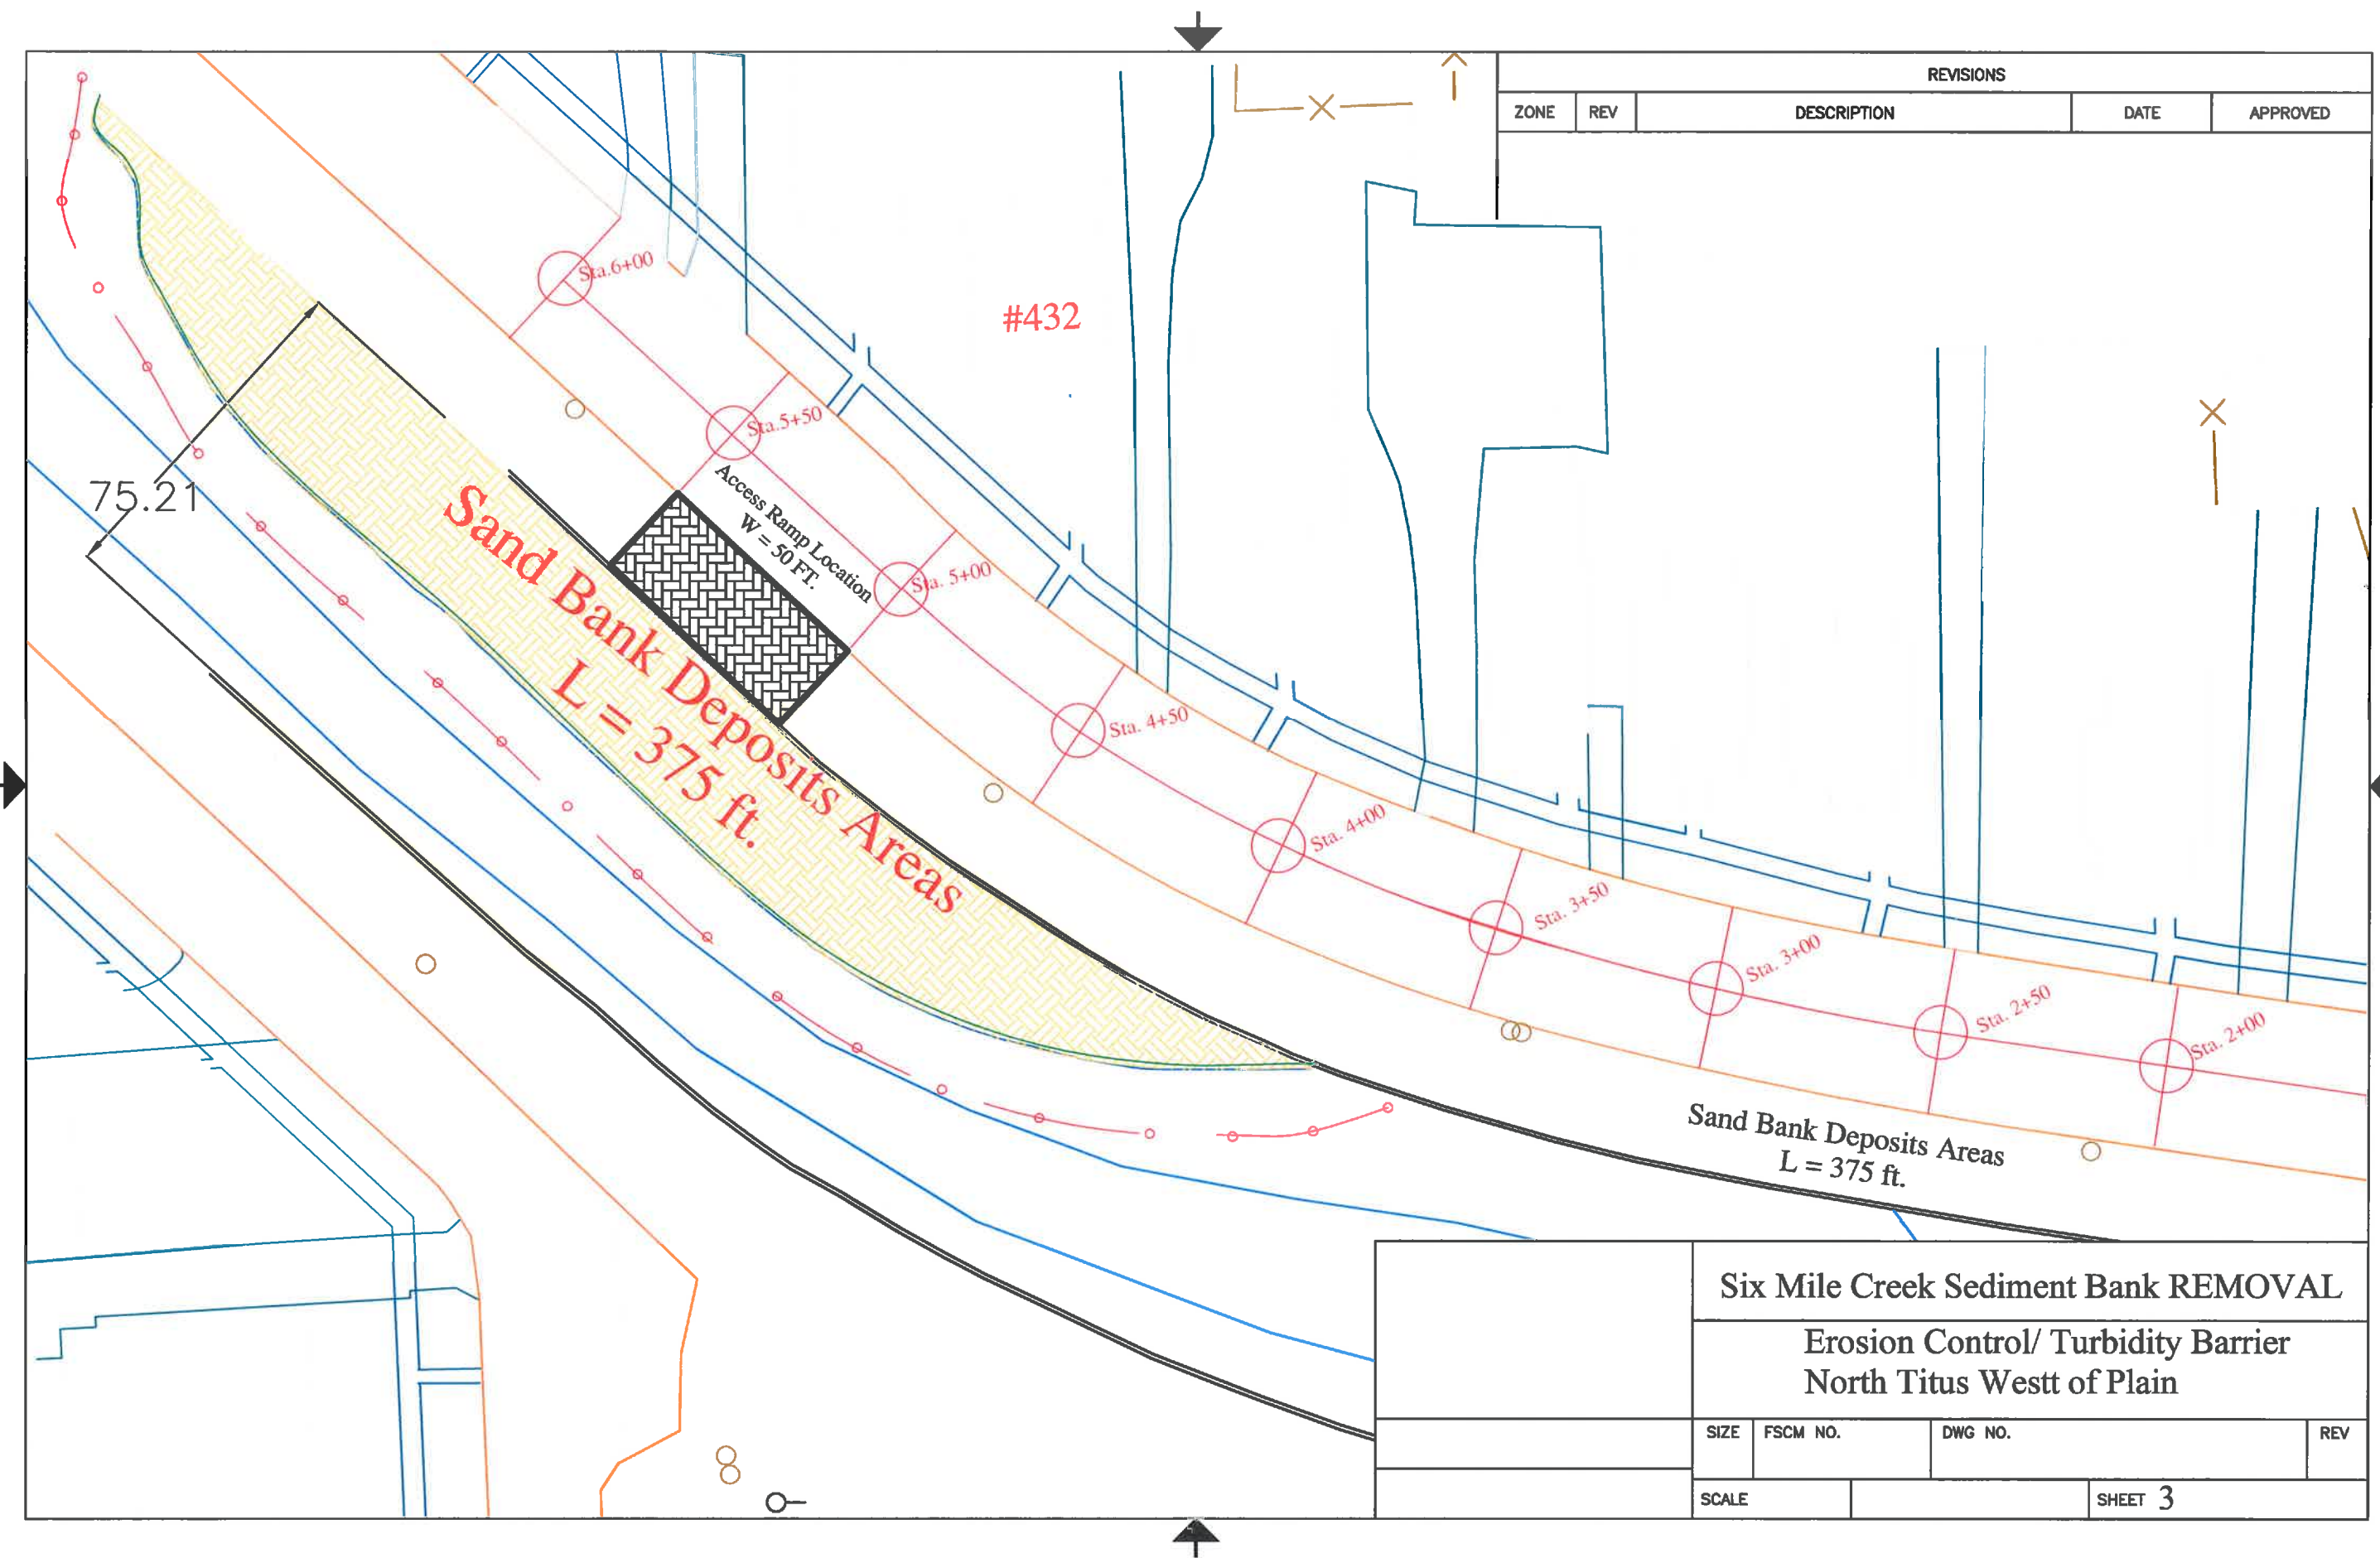 REVISIONS
ZONE REV DESCRIPTION DATE APPROVED
Sta.6+00
#432
Sta.5+50
Access Ramp Location
W = 50 FT.
75.21
Sta. 5+00
Sand Bank Deposits Areas
L = 375 ft.
Sta. 4+50
Sta. 4+00
Sta. 3+50
Sta. 3+00
Sta. 2+50
Sta. 2+00
Sand Bank Deposits Areas
L = 375 ft.
Six Mile Creek Sediment Bank REMOVAL
Erosion Control/ Turbidity Barrier
North Titus Westt of Plain
SIZE FSCM NO. DWG NO. REV
SCALE SHEET 3